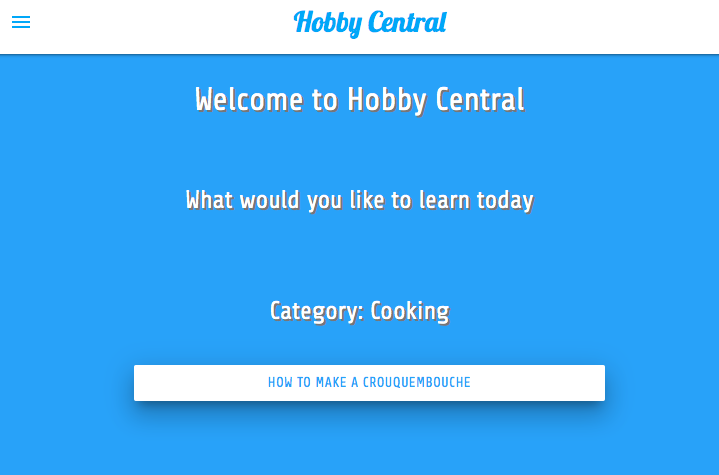 Hobby Central
Welcome to Hobby Central
What would you like to learn today
Category: Cooking
HOW TO MAKE A CROUQUEMBOUCHE